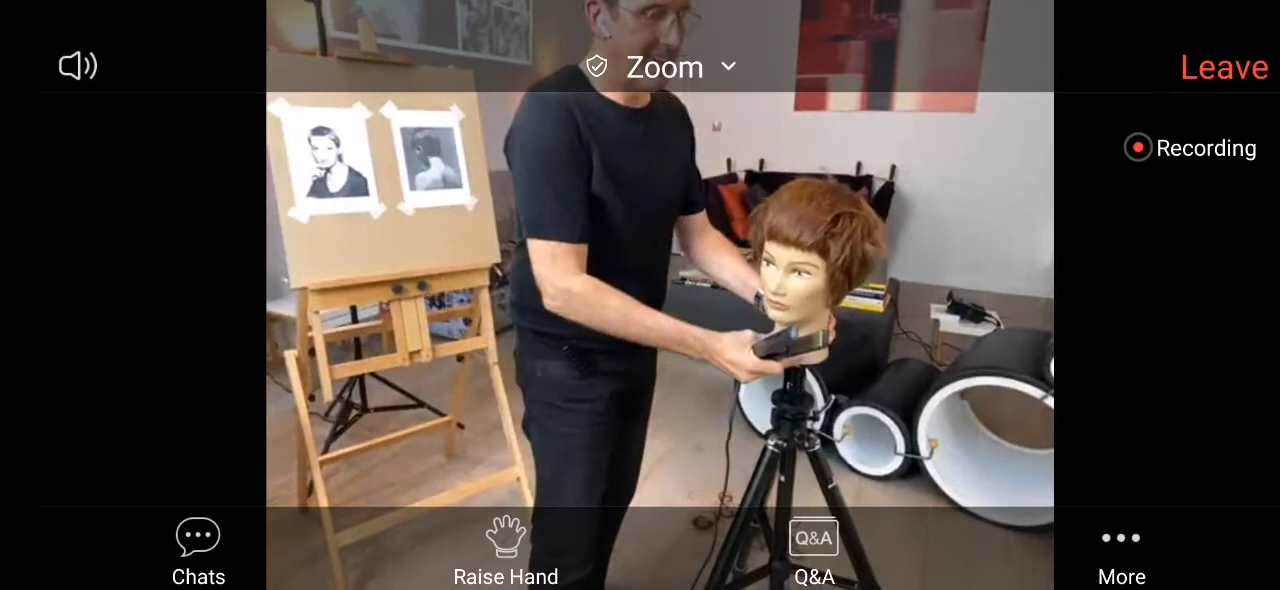 Zoom
Leave
Recording
Chats
Raise Hand
Q&A
Q&A
More